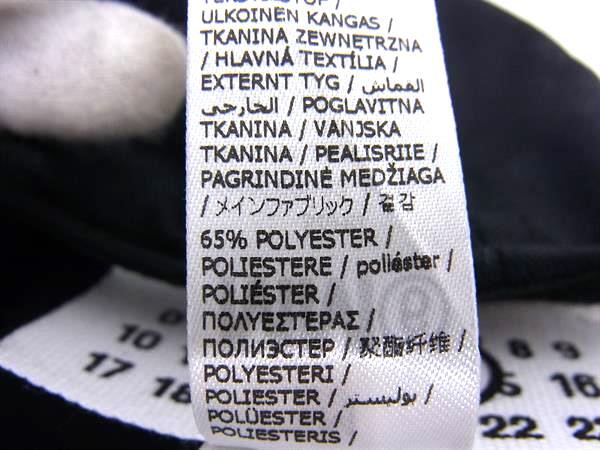 ULKOINEN KANGAS /
TKANINA ZEWNĘTRZNA
/ HLAVNÁ TEXTÍLIA /
EXTERNT TYG / القماش
الخارجي / POGLAVITNA
TKANINA / VANJSKA
TKANINA / PEALISRIIE /
PAGRINDINĖ MEDŽIAGA
/ メインファブリック / 겉감
65% POLYESTER /
POLIESTERE / poliéster /
POLIÉSTER /
ΠΟΛΥΕΣΤΕΡΑΣ /
ПОЛИЭСТЕР / 聚酯纤维 /
POLYESTERI /
POLIESTER / بوليستر /
POLÜESTER /
POLIESTERIS /
8 9
10
17 16
22 22